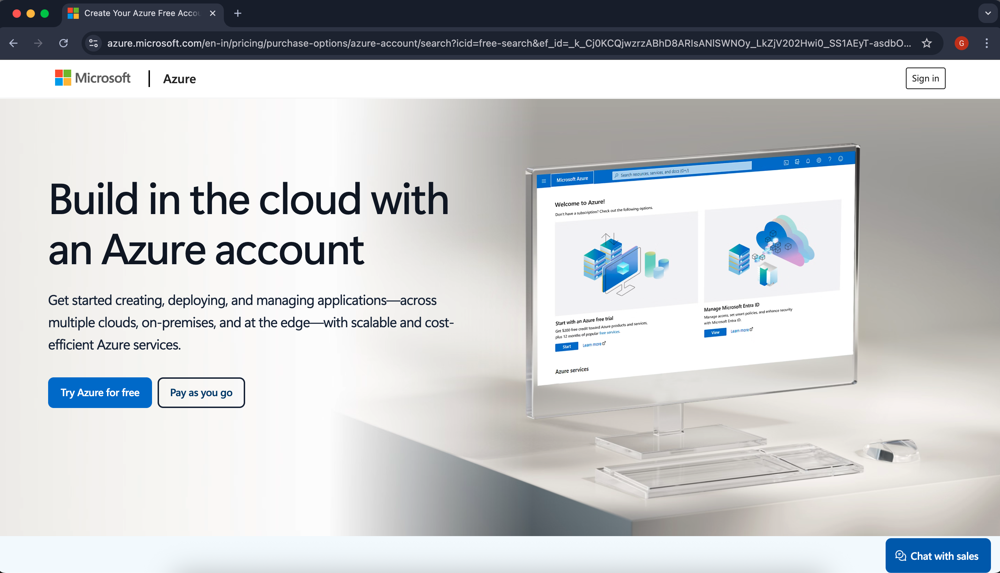 Create Your Azure Free Accou
azure.microsoft.com/en-in/pricing/purchase-options/azure-account/search?icid=free-search&ef_id=_k_Cj0KCQjwzrzABhD8ARIsANlSWNOy_LkZjV202Hwi0_SS1AEyT-asdbO...
G
Microsoft
Azure
Sign in
Build in the cloud with
an Azure account
Get started creating, deploying, and managing applications—across
multiple clouds, on-premises, and at the edge—with scalable and cost-
efficient Azure services.
Try Azure for free
Pay as you go
Microsoft Azure
Search resources, services, and docs (G+/)
Welcome to Azure!
Don't have a subscription? Check out the following options.
Start with an Azure free trial
Get $200 free credit toward Azure products and services,
plus 12 months of popular free services.
Start
Learn more
Manage Microsoft Entra ID
Manage access, set smart policies, and enhance security
with Microsoft Entra ID.
View
Learn more
Azure services
Chat with sales